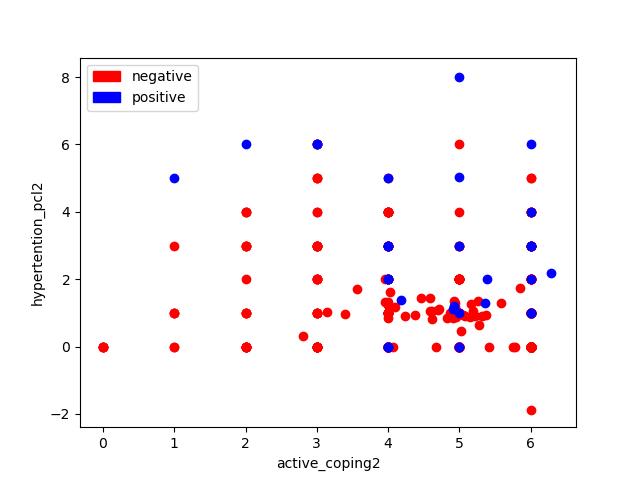 negative
positive
8
6
4
2
0
−2
hypertention_pcl2
0 1 2 3 4 5 6
active_coping2